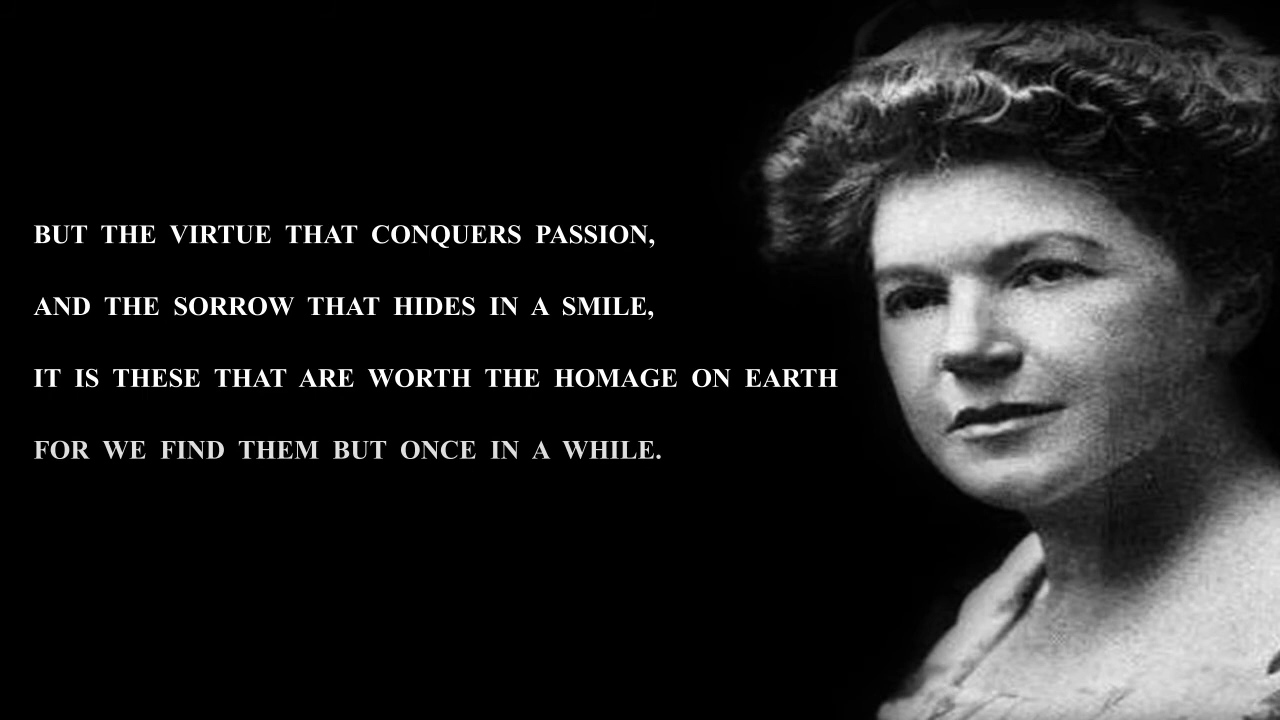 BUT THE VIRTUE THAT CONQUERS PASSION,
AND THE SORROW THAT HIDES IN A SMILE,
IT IS THESE THAT ARE WORTH THE HOMAGE ON EARTH
FOR WE FIND THEM BUT ONCE IN A WHILE.